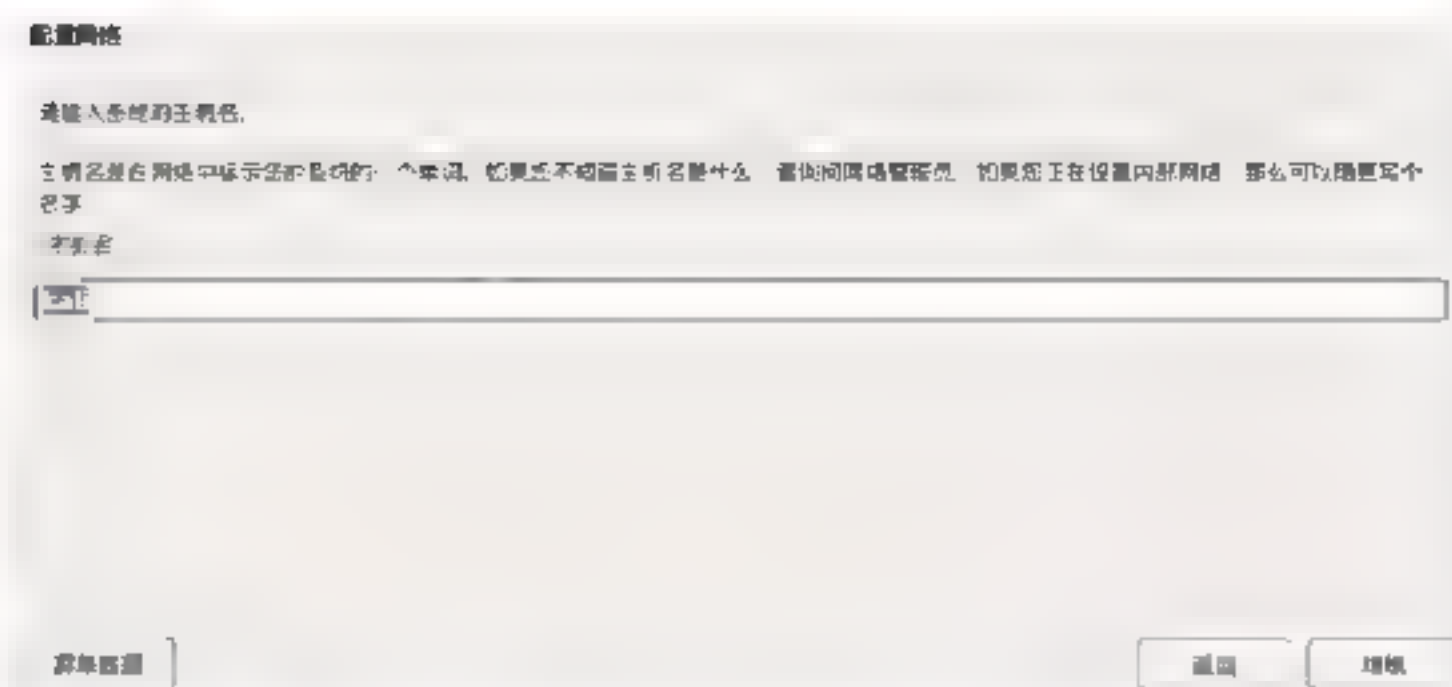 配置网络
请输入系统的主机名。
主机名是在网络中标示您的系统的一个单词。如果您不知道主机名是什么，请询问网络管理员。如果您正在设置内部网络，那么可以随意写个
名字。
主机名：
屏幕截图
返回
继续